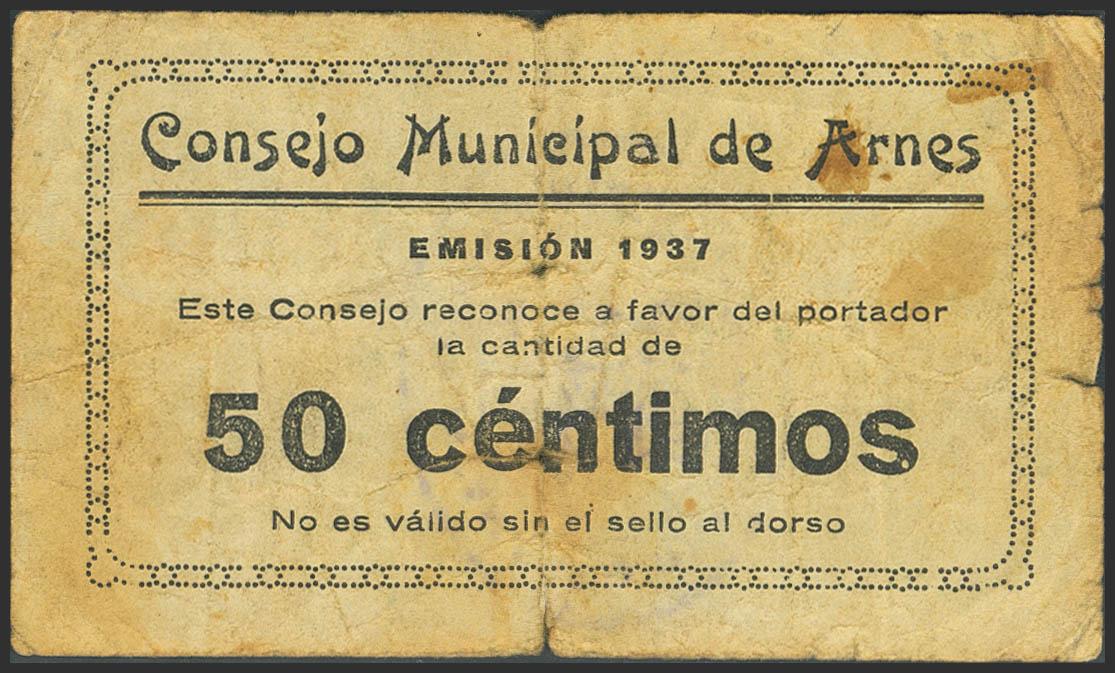 Consejo Municipal de Arnes
EMISIÓN 1937
Este Consejo reconoce a favor del portador
la cantidad de
50 céntimos
No es válido sin el sello al dorso